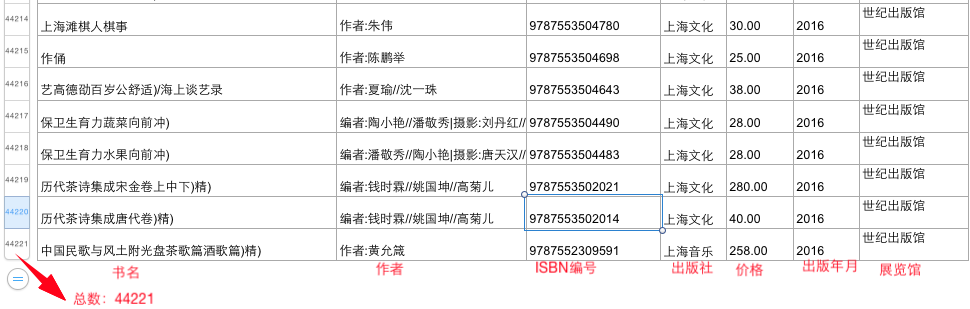 44214 上海滩棋人棋事 作者:朱伟 9787553504780 上海文化 30.00 2016 世纪出版馆
44215 作俑 作者:陈鹏举 9787553504698 上海文化 25.00 2016 世纪出版馆
44216 艺高德劭百岁公舒适)/海上谈艺录 作者:夏瑜//沈一珠 9787553504643 上海文化 38.00 2016 世纪出版馆
44217 保卫生育力蔬菜向前冲) 编者:陶小艳//潘敬秀|摄影:刘丹红// 9787553504490 上海文化 28.00 2016 世纪出版馆
44218 保卫生育力水果向前冲) 编者:潘敬秀//陶小艳|摄影:唐天汉// 9787553504483 上海文化 28.00 2016 世纪出版馆
44219 历代茶诗集成宋金卷上中下)精) 编者:钱时霖//姚国坤//高菊儿 9787553502021 上海文化 280.00 2016 世纪出版馆
44220 历代茶诗集成唐代卷)精) 编者:钱时霖//姚国坤//高菊儿 9787553502014 上海文化 40.00 2016 世纪出版馆
44221 中国民歌与风土附光盘茶歌篇酒歌篇)精) 作者:黄允箴 9787552309591 上海音乐 258.00 2016 世纪出版馆
书名 作者 ISBN编号 出版社 价格 出版年月 展览馆
总数：44221